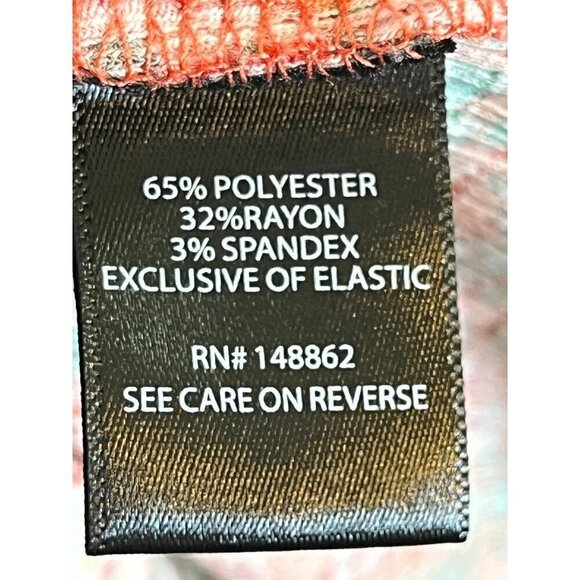 65% POLYESTER
32%RAYON
3% SPANDEX
EXCLUSIVE OF ELASTIC
RN# 148862
SEE CARE ON REVERSE